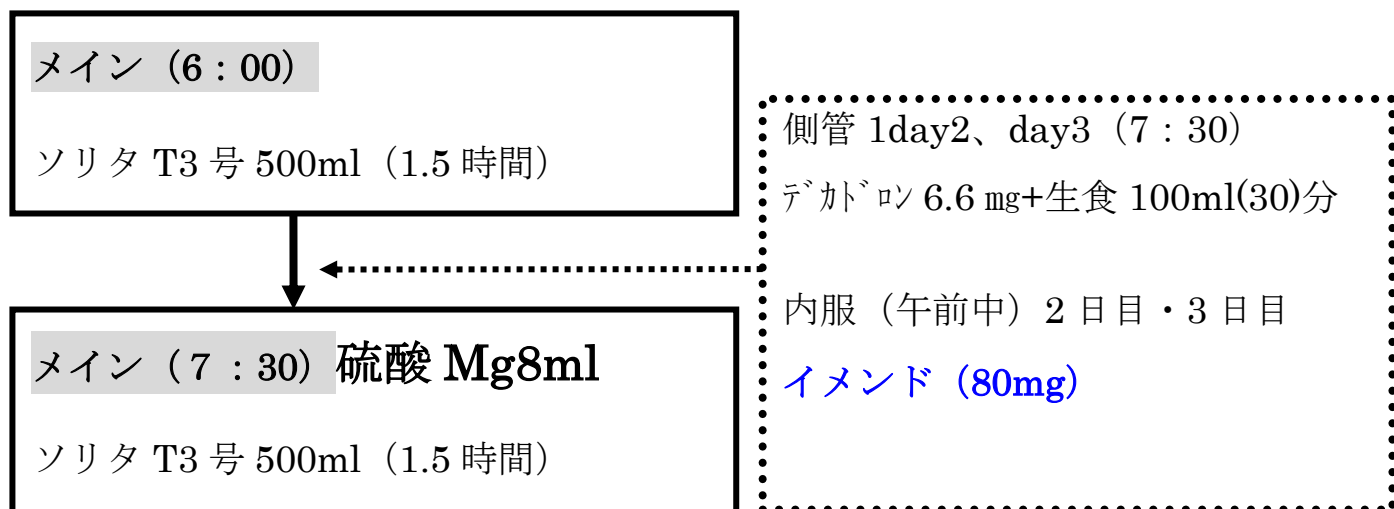 メイン（6：00）
ソリタ T3 号 500ml（1.5 時間）
側管 1day2、day3（7：30）
ﾃﾞｶﾄﾞﾛﾝ 6.6 ㎎+生食 100ml(30)分
内服（午前中）2 日目・3 日目
イメンド（80mg）
メイン（７：30）硫酸 Mg8ml
ソリタ T3 号 500ml（1.5 時間）